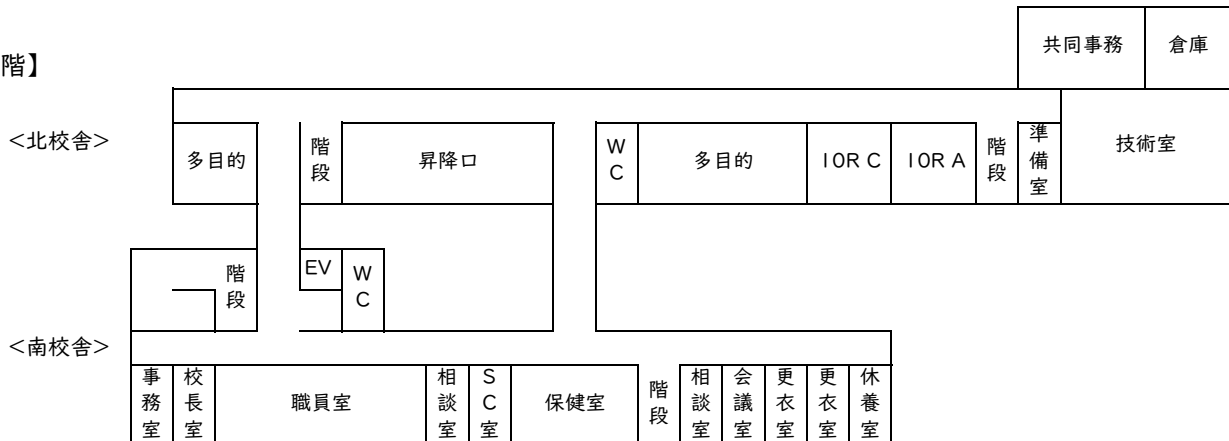 共同事務 倉庫
階】
<北校舎>
多目的 階段 昇降口 WC 多目的 IOR C IOR A 階段 準備室 技術室
階段 EV WC
<南校舎>
事務室 校長室 職員室 相談室 SC室 保健室 階段 相談室 会議室 更衣室 更衣室 休養室